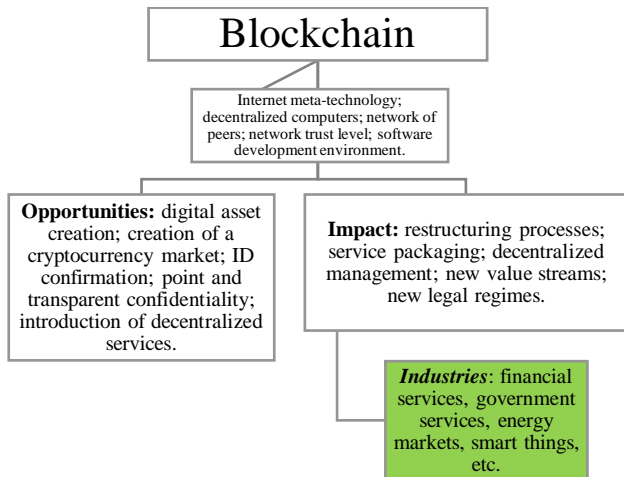 Blockchain
Internet meta-technology;
decentralized computers; network of
peers; network trust level; software
development environment.
Opportunities: digital asset
creation; creation of a
cryptocurrency market; ID
confirmation; point and
transparent confidentiality;
introduction of decentralized
services.
Impact: restructuring processes;
service packaging; decentralized
management; new value streams;
new legal regimes.
Industries: financial
services, government
services, energy
markets, smart things,
etc.